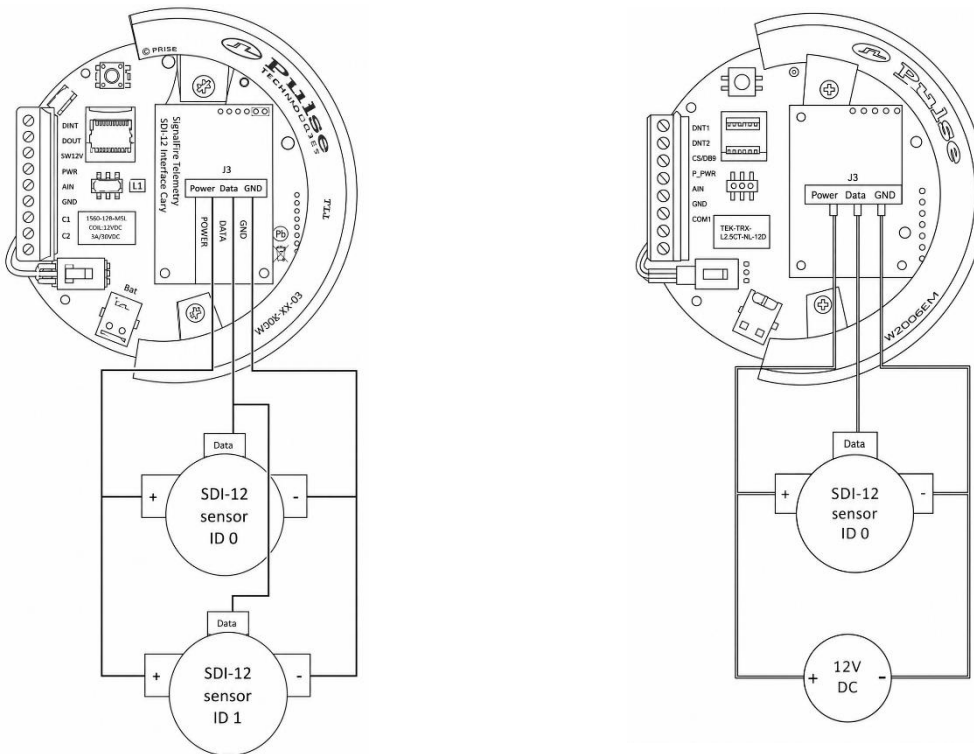 © PRISE
Pulse
TECHNOLOGIES
DINT
DOUT
SW12V
PWR
AIN
GND
C1
C2
L1
1560-12B-M5L
COIL:12VDC
3A/30VDC
Bat
SignalFire Telemetry
SDI-12 Interface Cary
J3
Power Data GND
POWER
DATA
GND
Pb
W008-XX-03
Data
+
SDI-12
sensor
ID 0
-
Data
+
SDI-12
sensor
ID 1
-
Pulse
DNT1
DNT2
CS/DB9
P_PWR
AIN
GND
COM1
TEK-TRX-
L2.5CT-NL-12D
J3
Power Data GND
W2006EM
Data
+
SDI-12
sensor
ID 0
-
+
12V
DC
-